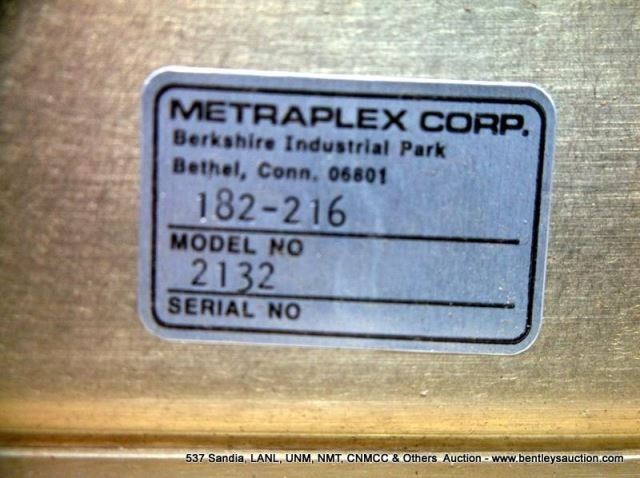 METRAPLEX CORP.
Berkshire Industrial Park
Bethel, Conn. 06801
182-216
MODEL NO
2132
SERIAL NO
537 Sandia, LANL, UNM, NMT, CNMCC & Others Auction - www.bentleysauction.com